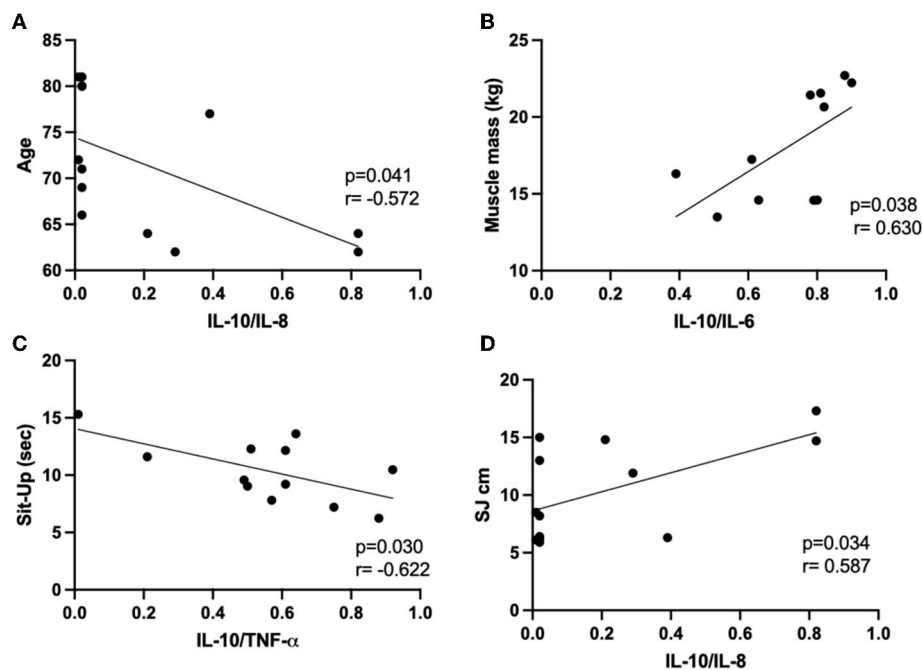 A
85
80
75
70
65
60
Age
p=0.041
r= -0.572
0.0 0.2 0.4 0.6 0.8 1.0
IL-10/IL-8
B
25
20
15
10
Muscle mass (kg)
p=0.038
r= 0.630
0.0 0.2 0.4 0.6 0.8 1.0
IL-10/IL-6
C
20
15
10
5
0
Sit-Up (sec)
p=0.030
r= -0.622
0.0 0.2 0.4 0.6 0.8 1.0
IL-10/TNF-α
D
20
15
10
5
0
SJ cm
p=0.034
r= 0.587
0.0 0.2 0.4 0.6 0.8 1.0
IL-10/IL-8